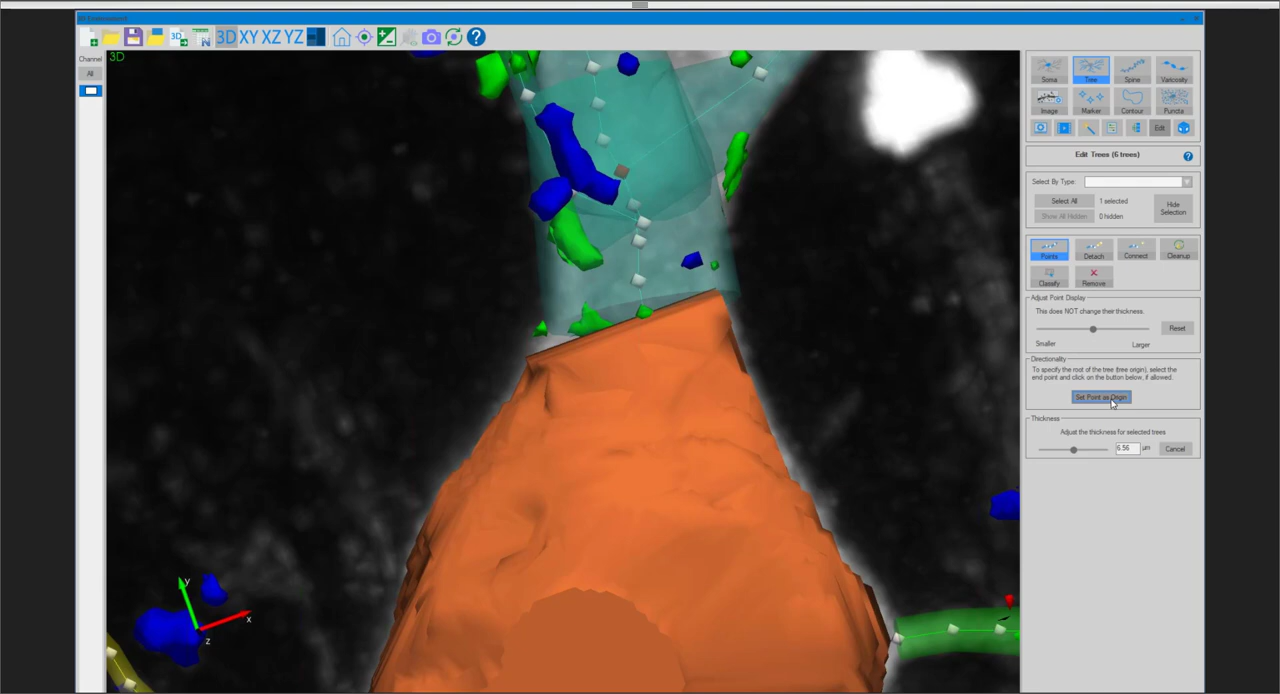 3D Environment
3D XY XZ YZ
Channel
All
3D
Soma
Tree
Spine
Varicosity
Image
Marker
Contour
Puncta
Edit
Edit Trees (6 trees)
Select By Type:
Select All
1 selected
Hide
Selection
Show All Hidden
0 hidden
Points
Detach
Connect
Cleanup
Classify
Remove
Adjust Point Display
This does NOT change their thickness.
Reset
Smaller
Larger
Directionality
To specify the root of the tree (tree origin), select the
end point and click on the button below, if allowed.
Set Point as Origin
Thickness
Adjust the thickness for selected trees
6.56
µm
Cancel
y
x
z